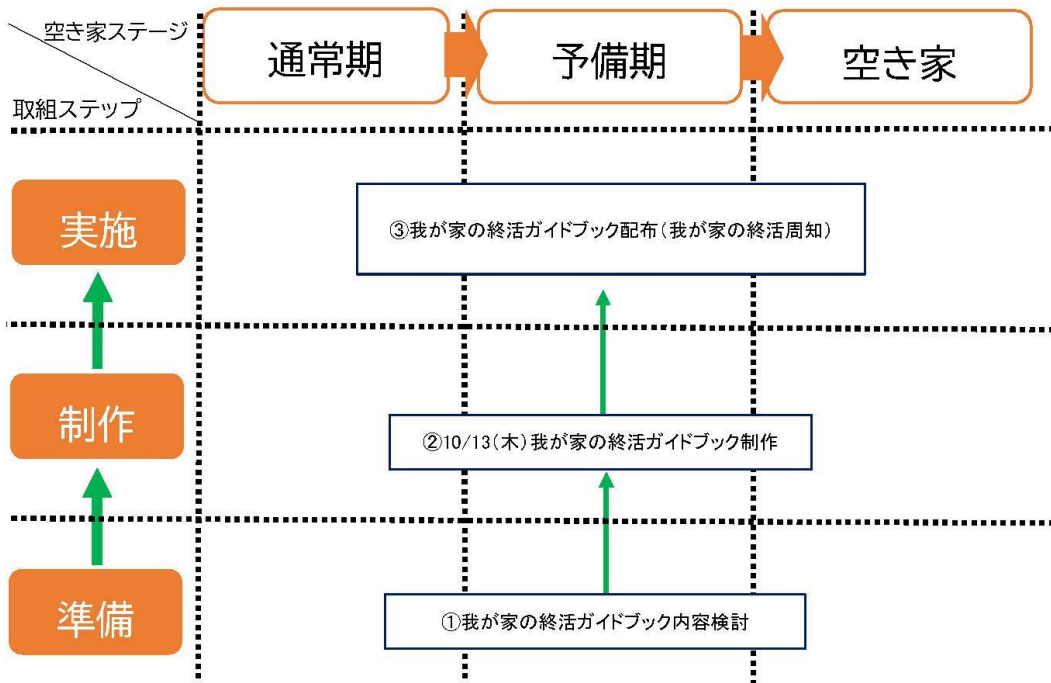 空き家ステージ
取組ステップ
通常期
予備期
空き家
実施
③我が家の終活ガイドブック配布(我が家の終活周知)
制作
②10/13(木)我が家の終活ガイドブック制作
準備
①我が家の終活ガイドブック内容検討